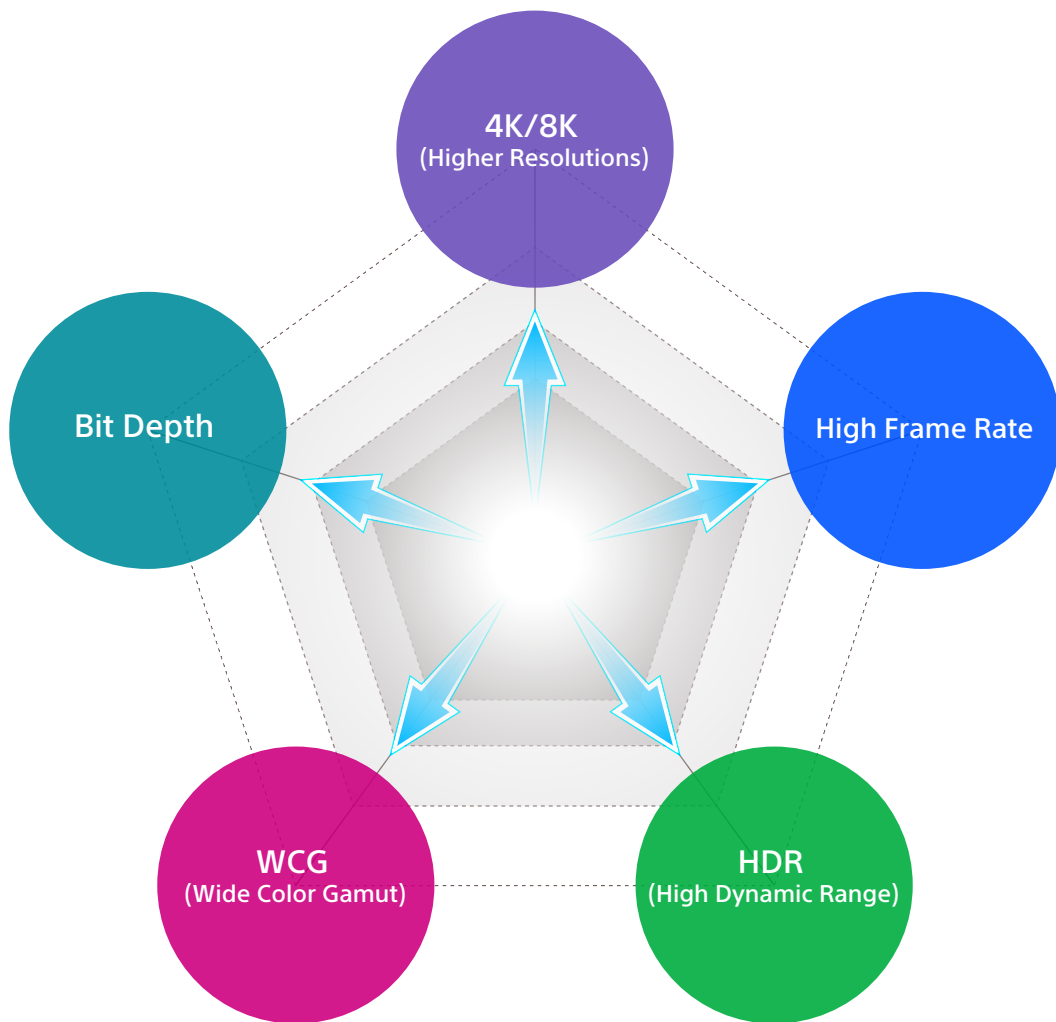 4K/8K
(Higher Resolutions)
Bit Depth
High Frame Rate
WCG
(Wide Color Gamut)
HDR
(High Dynamic Range)